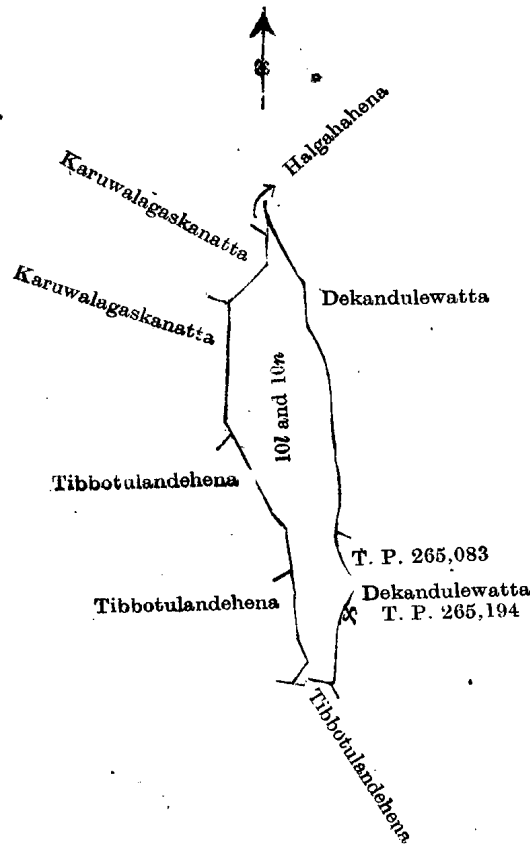 Halgahahena
Karuwalagaskanatta
Karuwalagaskanatta
Dekandulewatta
10l and 10n
Tibbotulandehena
T. P. 265,083
Dekandulewatta
T. P. 265,194
Tibbotulandehena
Tibbotulandehena